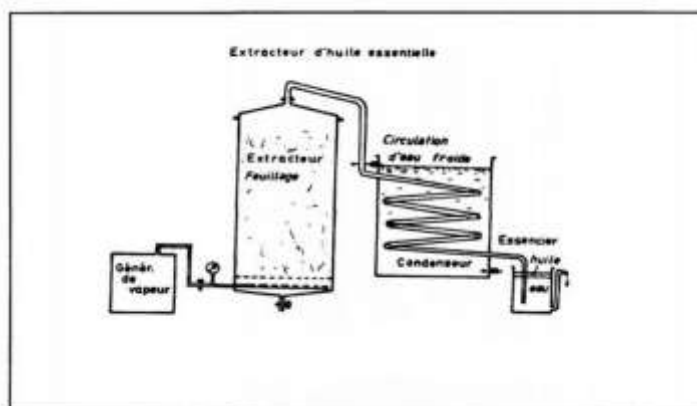 Extracteur d'huile essentielle
Circulation
d'eau froide
Extracteur
Feuillage
Essencier
huile
Génér.
de
vapeur
Condenseur
eau